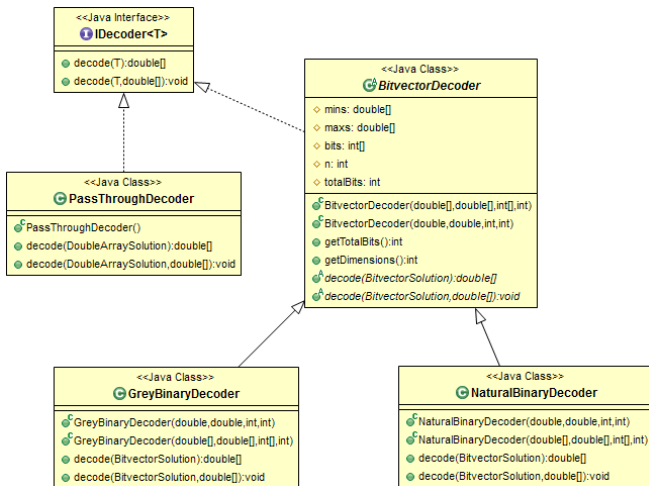 <<Java Interface>>
IDecoder<T>
decode(T):double[]
decode(T,double[]):void
<<Java Class>>
BitvectorDecoder
mins: double[]
maxs: double[]
bits: int[]
n: int
totalBits: int
BitvectorDecoder(double[],double[],int[],int)
BitvectorDecoder(double,double,int,int)
getTotalBits():int
getDimensions():int
decode(BitvectorSolution):double[]
decode(BitvectorSolution,double[]):void
<<Java Class>>
PassThroughDecoder
PassThroughDecoder()
decode(DoubleArraySolution):double[]
decode(DoubleArraySolution,double[]):void
<<Java Class>>
GreyBinaryDecoder
GreyBinaryDecoder(double,double,int,int)
GreyBinaryDecoder(double[],double[],int[],int)
decode(BitvectorSolution):double[]
decode(BitvectorSolution,double[]):void
<<Java Class>>
NaturalBinaryDecoder
NaturalBinaryDecoder(double,double,int,int)
NaturalBinaryDecoder(double[],double[],int[],int)
decode(BitvectorSolution):double[]
decode(BitvectorSolution,double[]):void